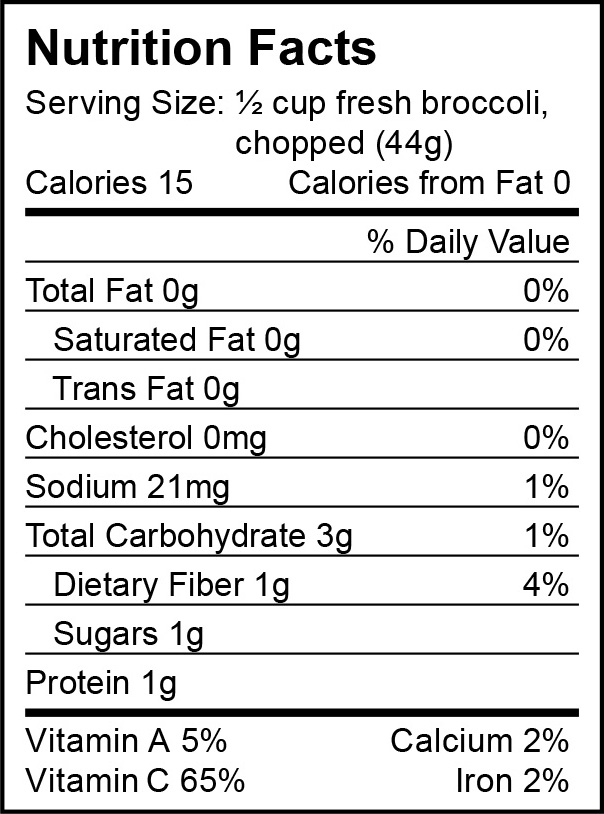 Nutrition Facts
Serving Size: ½ cup fresh broccoli,
chopped (44g)
Calories 15 Calories from Fat 0
% Daily Value
Total Fat 0g 0%
Saturated Fat 0g 0%
Trans Fat 0g
Cholesterol 0mg 0%
Sodium 21mg 1%
Total Carbohydrate 3g 1%
Dietary Fiber 1g 4%
Sugars 1g
Protein 1g
Vitamin A 5% Calcium 2%
Vitamin C 65% Iron 2%